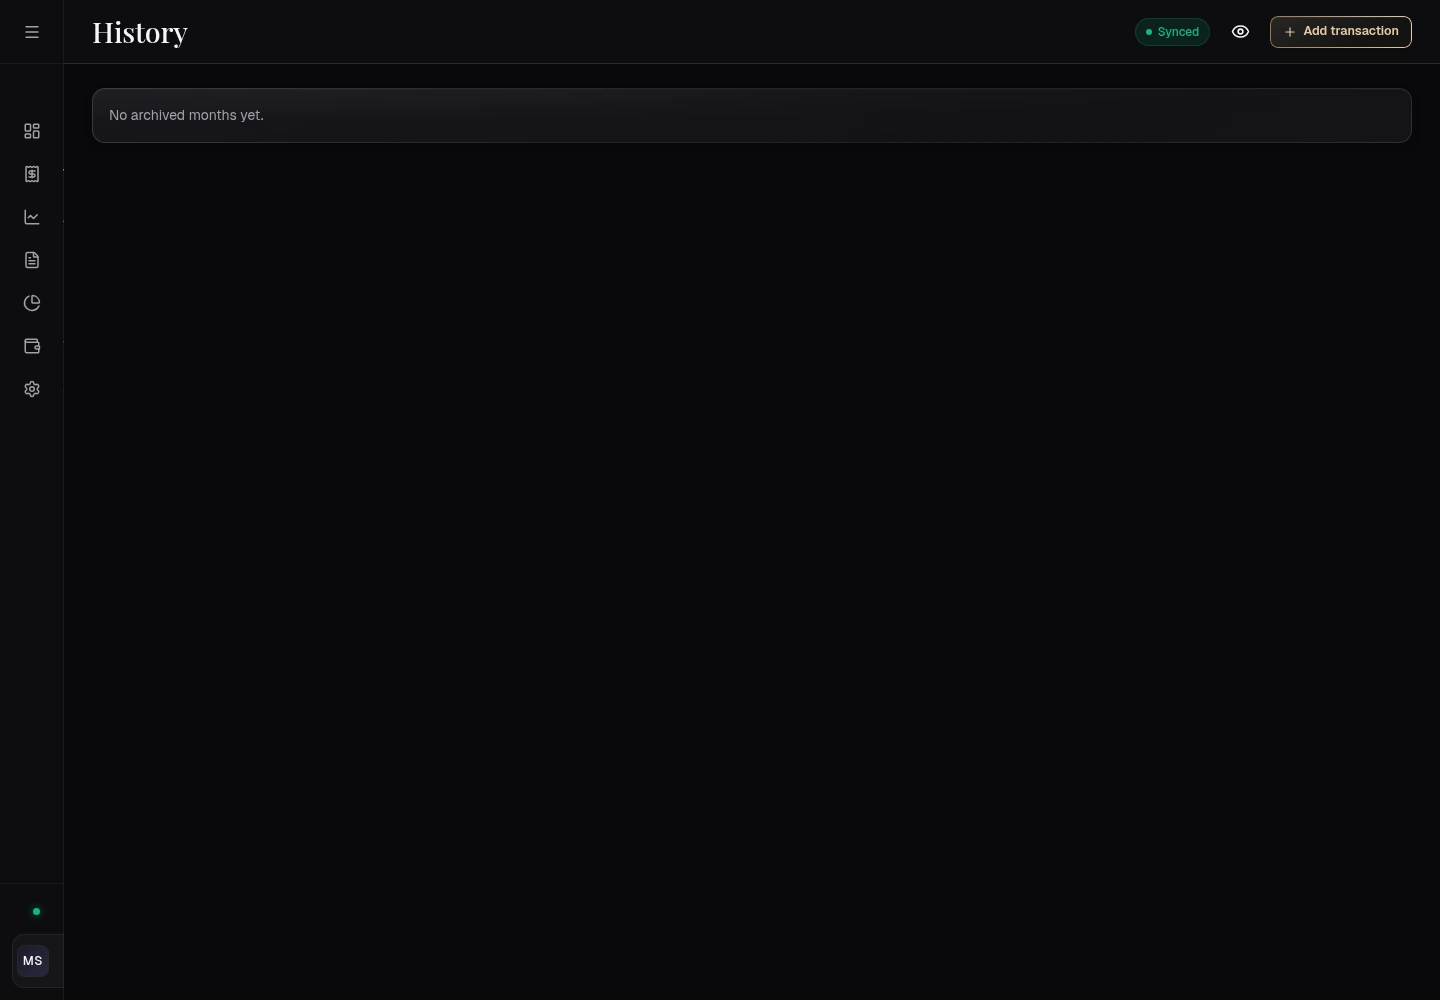 History
Synced
Add transaction
No archived months yet.
MS